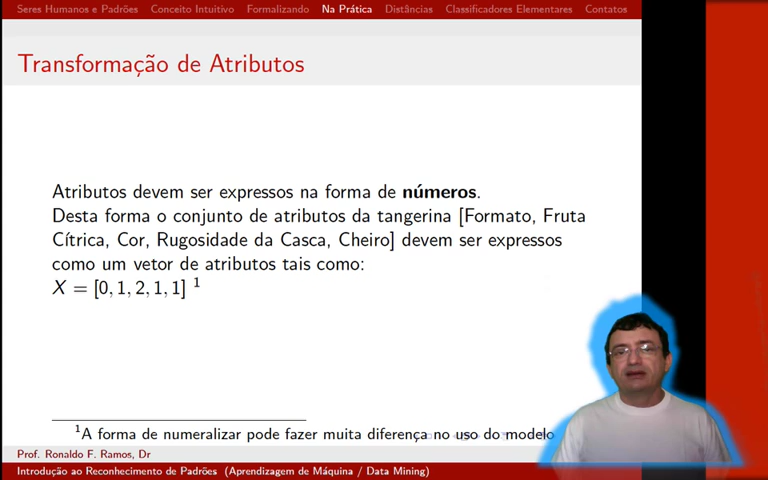 Seres Humanos e Padrões Conceito Intuitivo Formalizando Na Prática Distâncias Classificadores Elementares Contatos
Transformação de Atributos
Atributos devem ser expressos na forma de números.
Desta forma o conjunto de atributos da tangerina [Formato, Fruta
Cítrica, Cor, Rugosidade da Casca, Cheiro] devem ser expressos
como um vetor de atributos tais como:
X = [0, 1, 2, 1, 1] ¹
¹A forma de numeralizar pode fazer muita diferença no uso do modelo
Prof. Ronaldo F. Ramos, Dr
Introdução ao Reconhecimento de Padrões (Aprendizagem de Máquina / Data Mining)